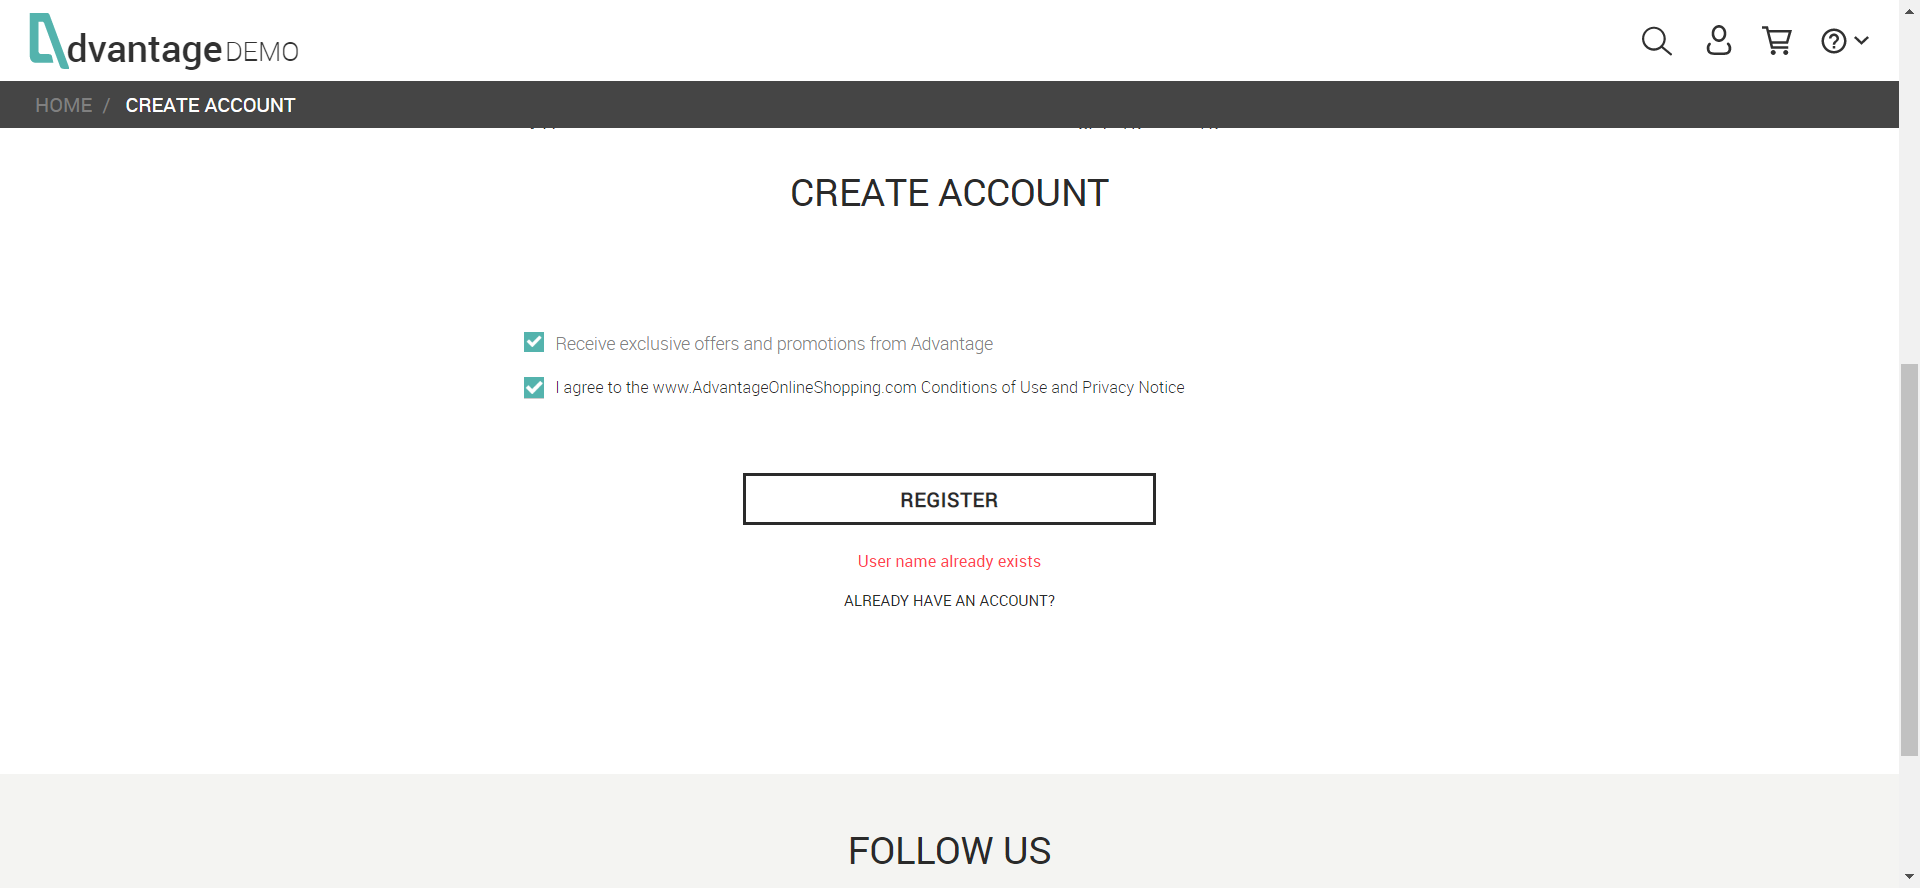 dvantage DEMO
HOME / CREATE ACCOUNT
CREATE ACCOUNT
Receive exclusive offers and promotions from Advantage
I agree to the www.AdvantageOnlineShopping.com Conditions of Use and Privacy Notice
REGISTER
User name already exists
ALREADY HAVE AN ACCOUNT?
FOLLOW US